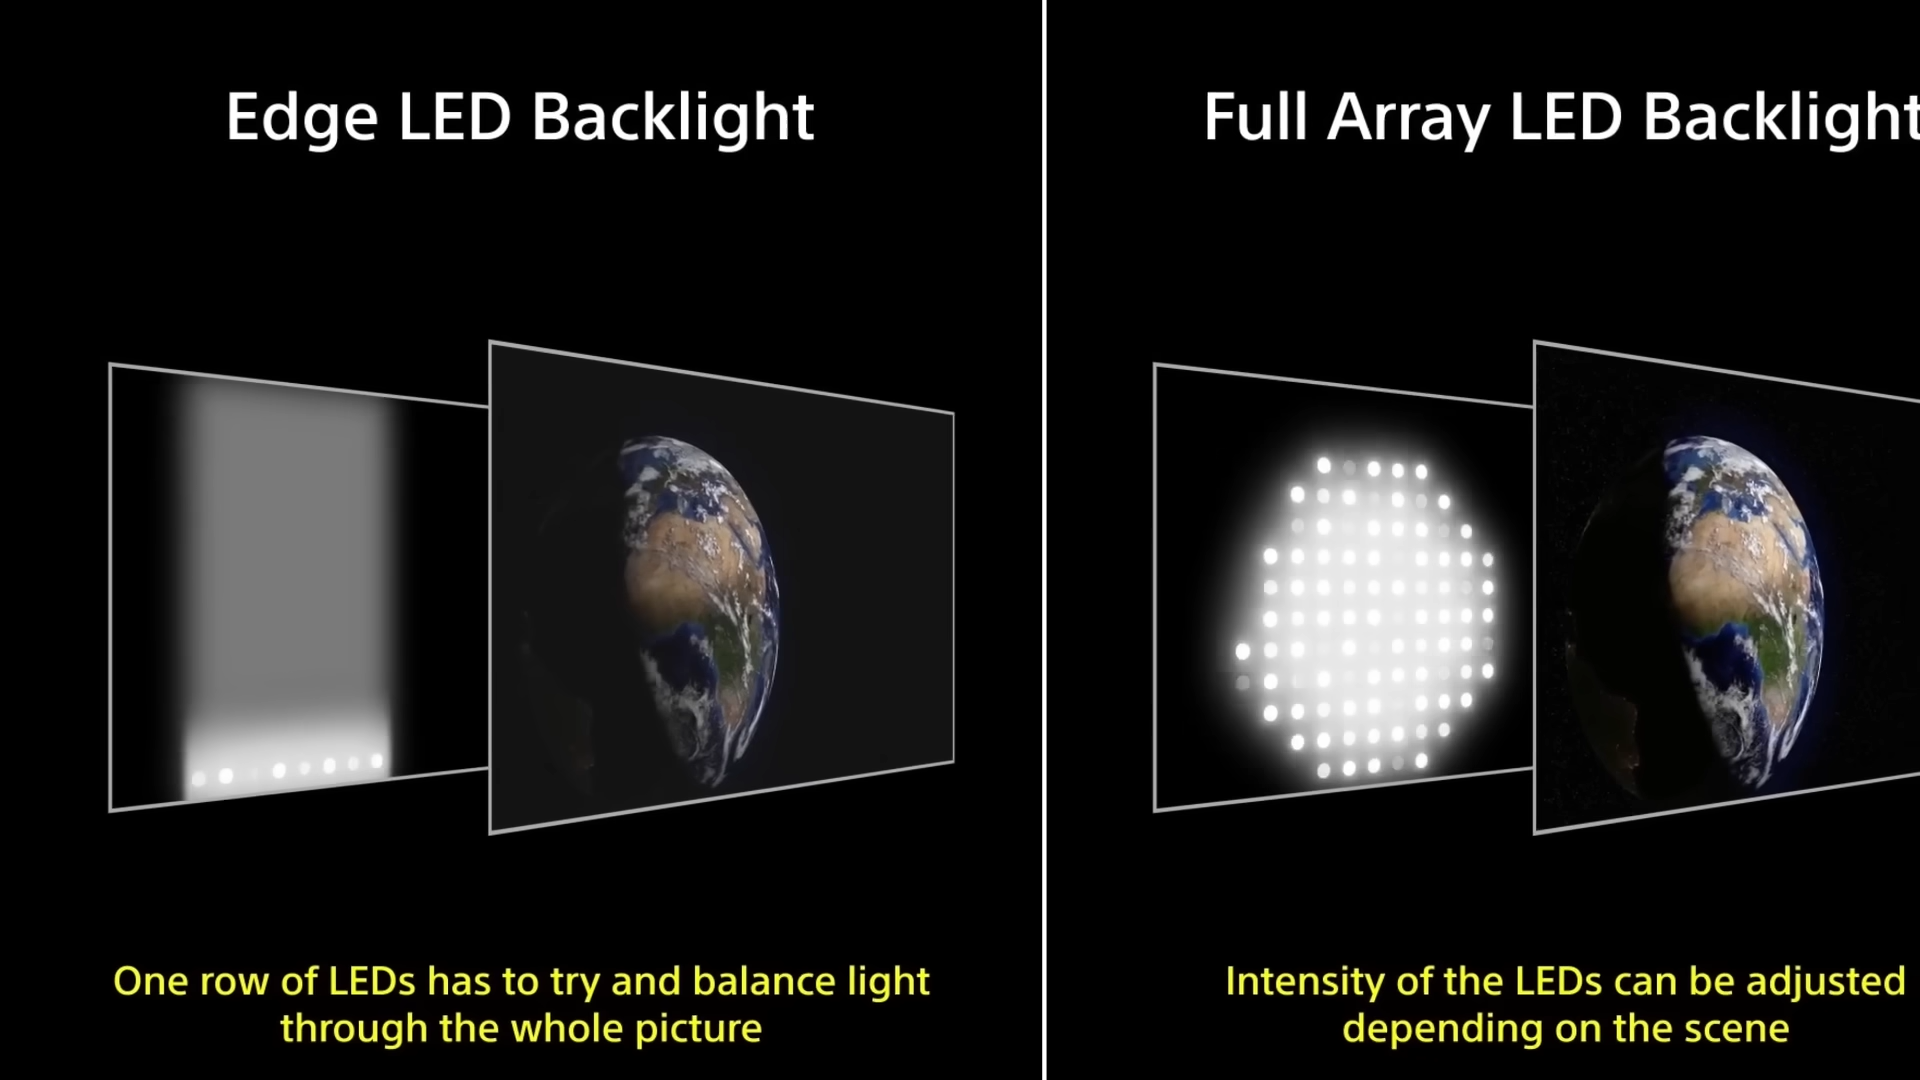 Edge LED Backlight
One row of LEDs has to try and balance light
through the whole picture
Full Array LED Backlight
Intensity of the LEDs can be adjusted
depending on the scene